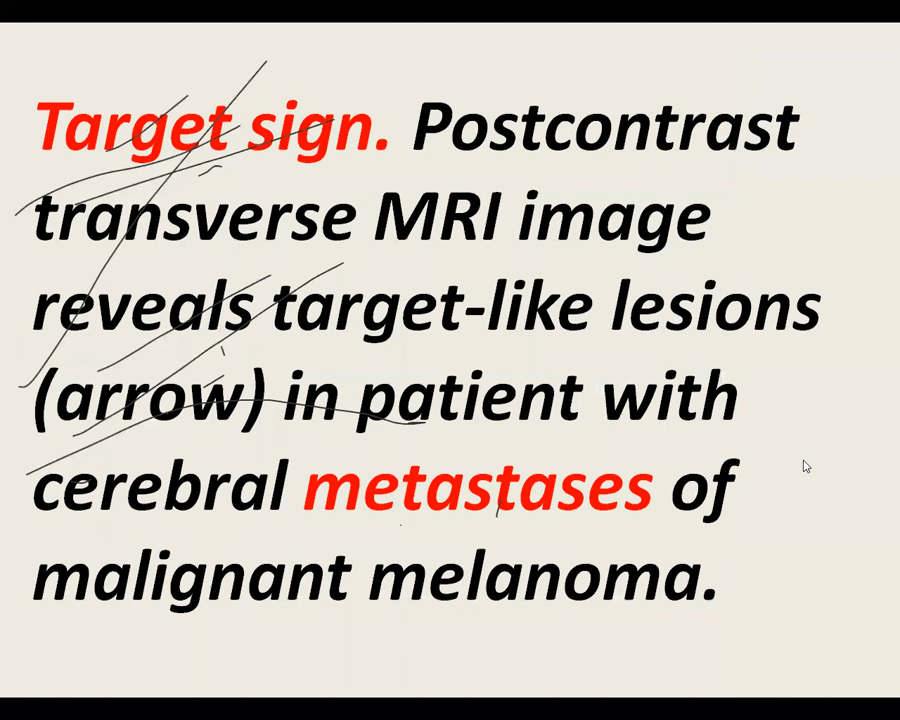 Target sign. Postcontrast
transverse MRI image
reveals target-like lesions
(arrow) in patient with
cerebral metastases of
malignant melanoma.